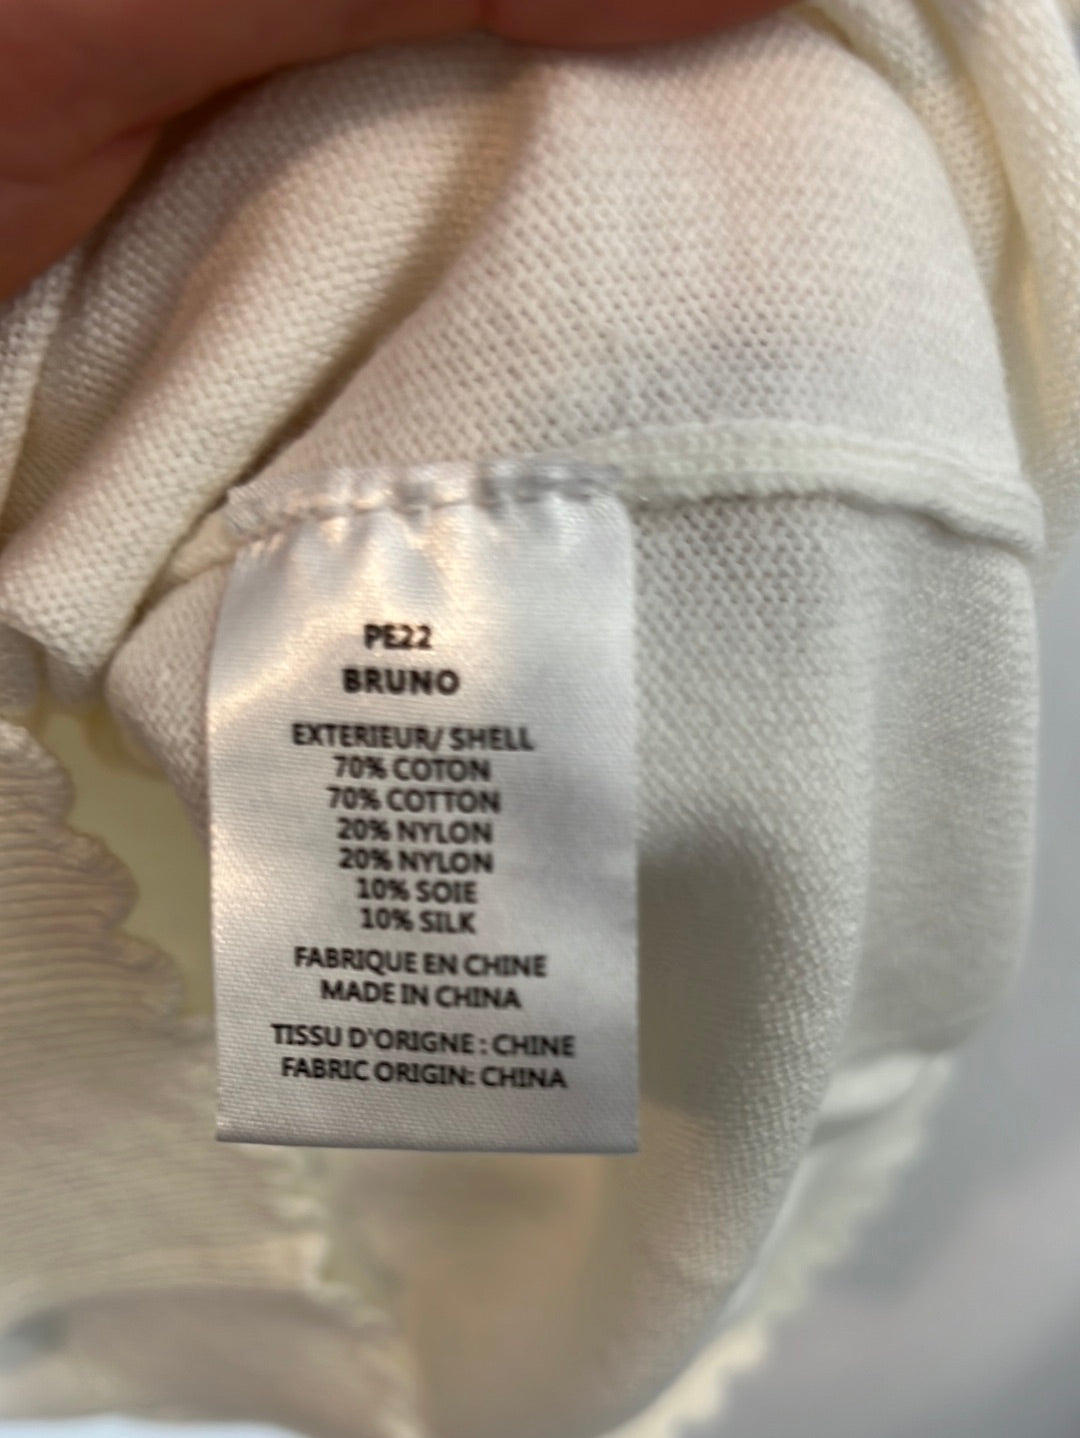 PE22
BRUNO
EXTERIEUR/ SHELL
70% COTON
70% COTTON
20% NYLON
20% NYLON
10% SOIE
10% SILK
FABRIQUE EN CHINE
MADE IN CHINA
TISSU D'ORIGNE : CHINE
FABRIC ORIGIN: CHINA